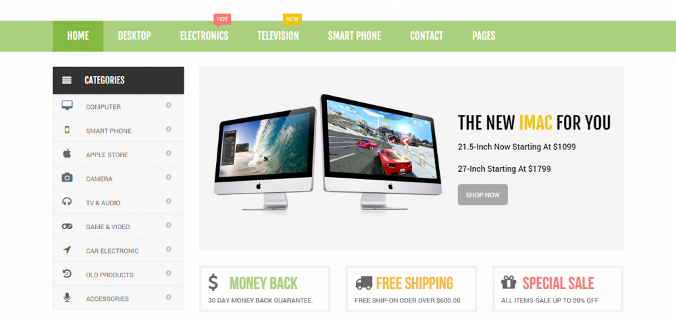 HOT
NEW
HOME
DESKTOP
ELECTRONICS
TELEVISION
SMART PHONE
CONTACT
PAGES
CATEGORIES
COMPUTER
SMART PHONE
APPLE STORE
CAMERA
TV & AUDIO
GAME & VIDEO
CAR ELECTRONIC
OLD PRODUCTS
ACCESSORIES
THE NEW IMAC FOR YOU
21.5-Inch Now Starting At $1099
27-Inch Starting At $1799
SHOP NOW
MONEY BACK
30 DAY MONEY BACK GUARANTEE.
FREE SHIPPING
FREE SHIP-ON ODER OVER $600.00
SPECIAL SALE
ALL ITEMS-SALE UP TO 20% OFF